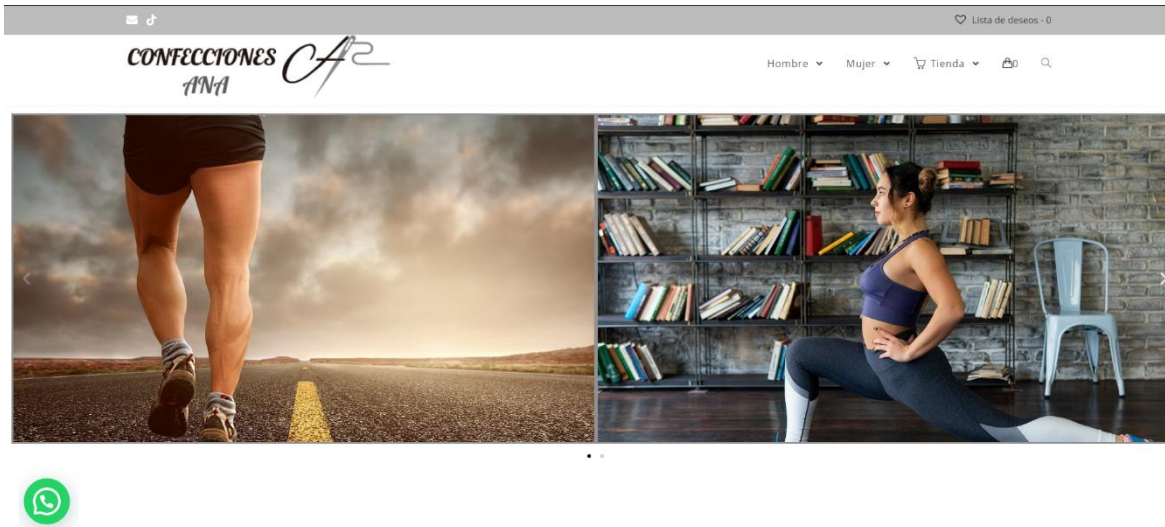 Lista de deseos - 0
CONFECCIONES
ANA
Hombre Mujer Tienda 0